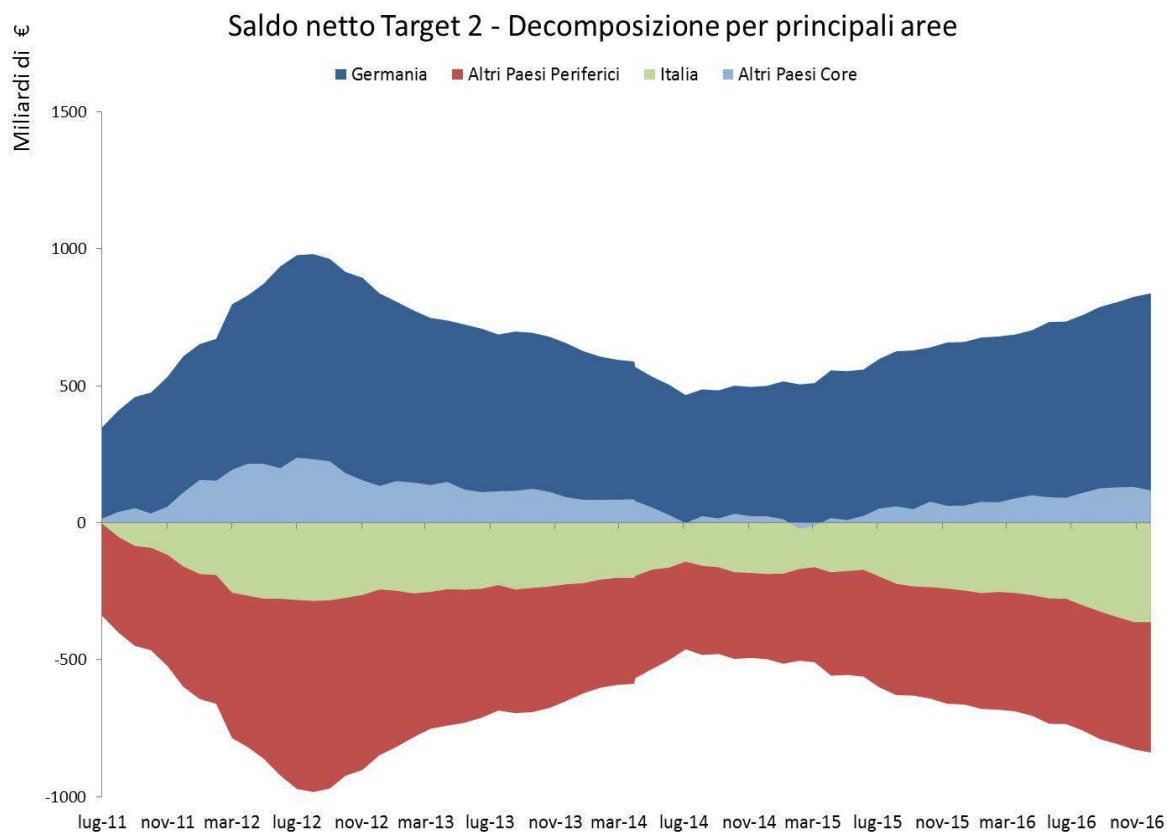 Saldo netto Target 2 - Decomposizione per principali aree
Miliardi di €
Germania Altri Paesi Periferici Italia Altri Paesi Core
1500
1000
500
0
-500
-1000
lug-11 nov-11 mar-12 lug-12 nov-12 mar-13 lug-13 nov-13 mar-14 lug-14 nov-14 mar-15 lug-15 nov-15 mar-16 lug-16 nov-16